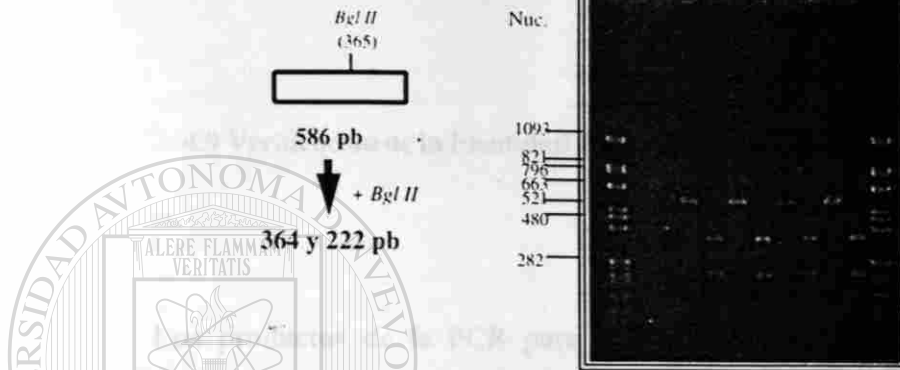 Bgl II
(365)
586 pb
+ Bgl II
364 y 222 pb
Nuc.
1093
821
796
663
521
480
282
ALERE FLAMMAM
VERITATIS